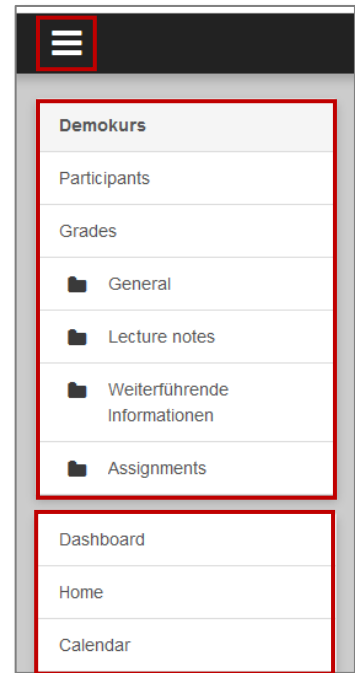 Demokurs
Participants
Grades
General
Lecture notes
Weiterführende
Informationen
Assignments
Dashboard
Home
Calendar